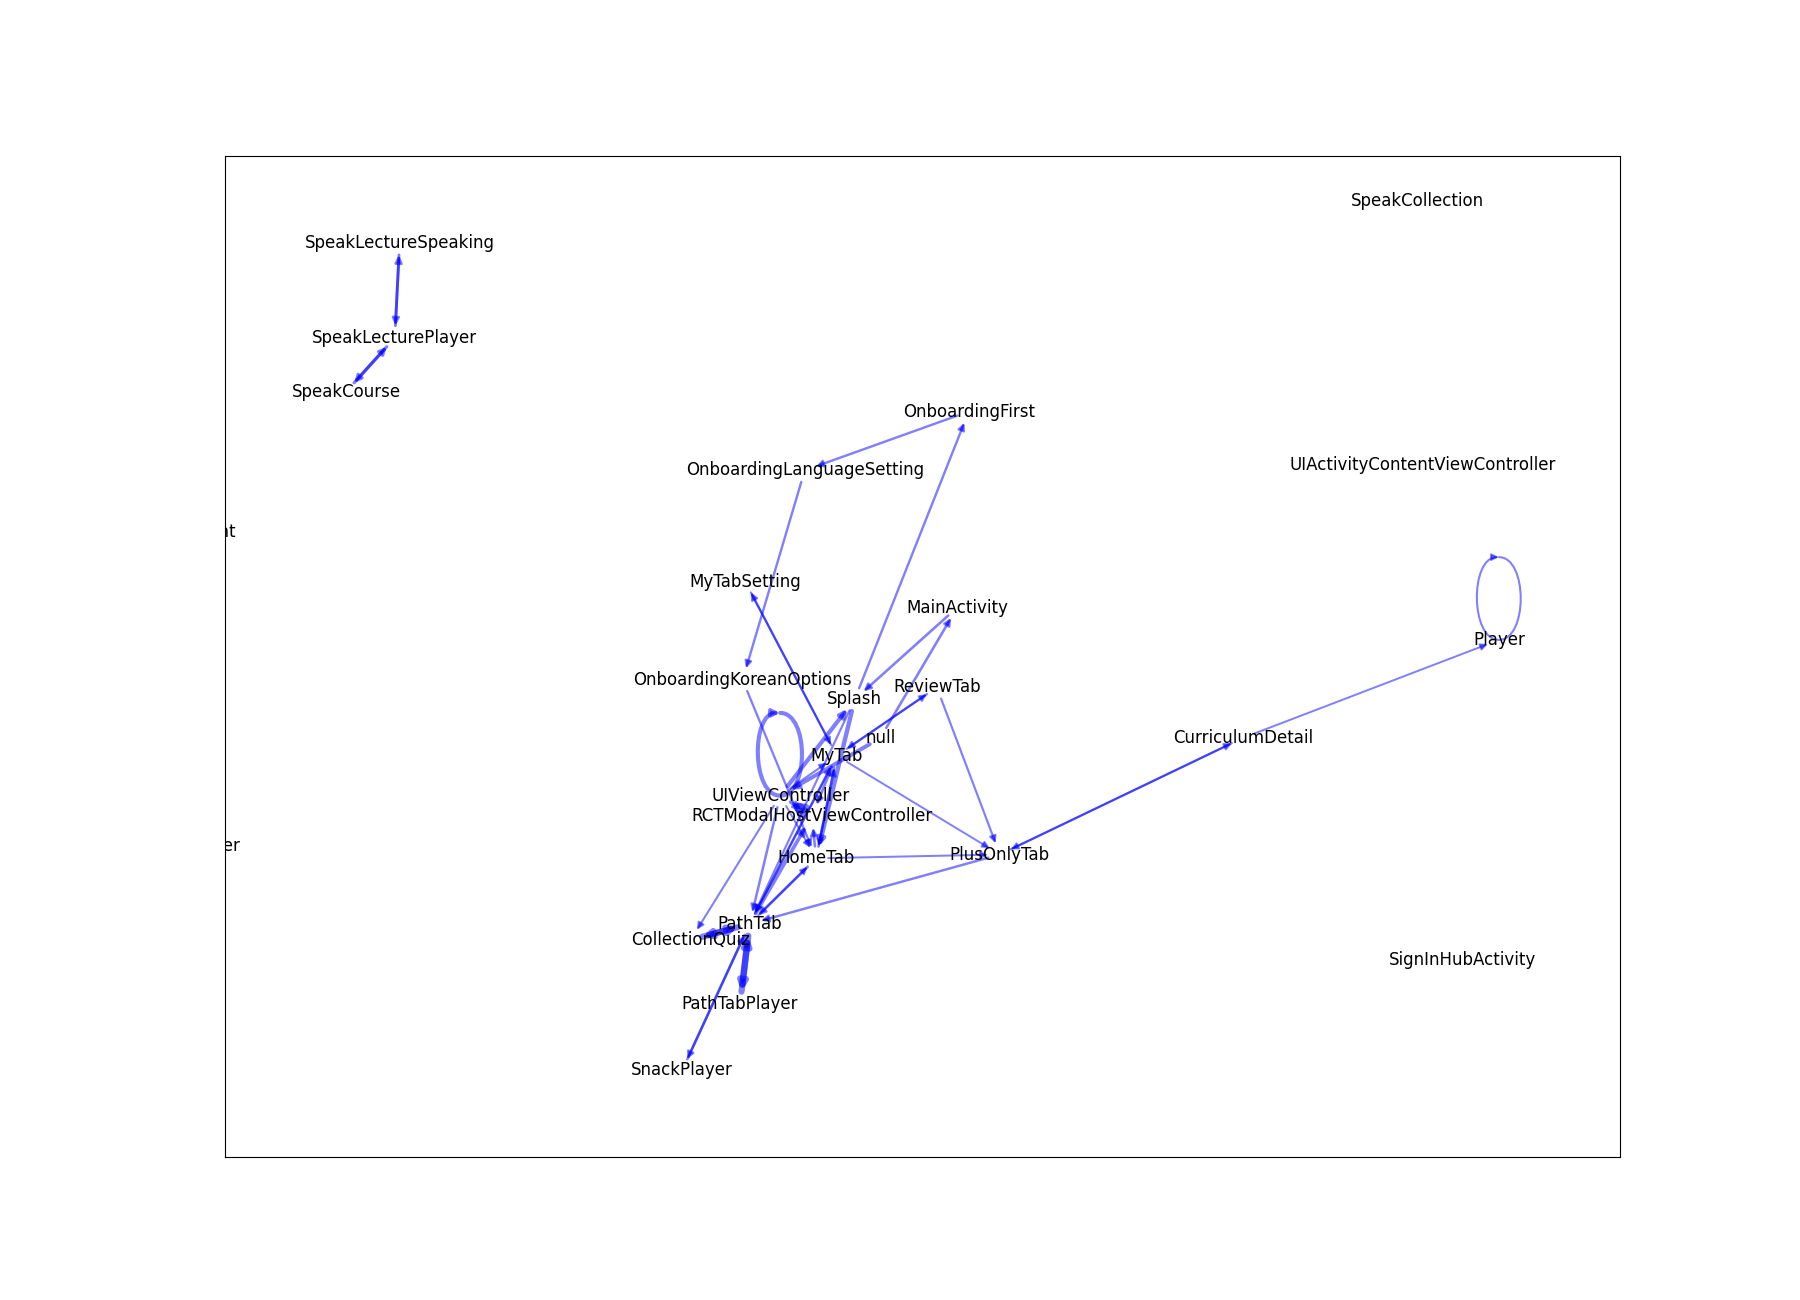 SpeakCollection
SpeakLectureSpeaking
SpeakLecturePlayer
SpeakCourse
OnboardingFirst
OnboardingLanguageSetting
UIActivityContentViewController
MyTabSetting
MainActivity
Player
OnboardingKoreanOptions
ReviewTab
Splash
null
CurriculumDetail
MyTab
UIViewController
RCTModalHostViewController
er
HomeTab
PlusOnlyTab
PathTab
CollectionQuiz
SignInHubActivity
PathTabPlayer
SnackPlayer